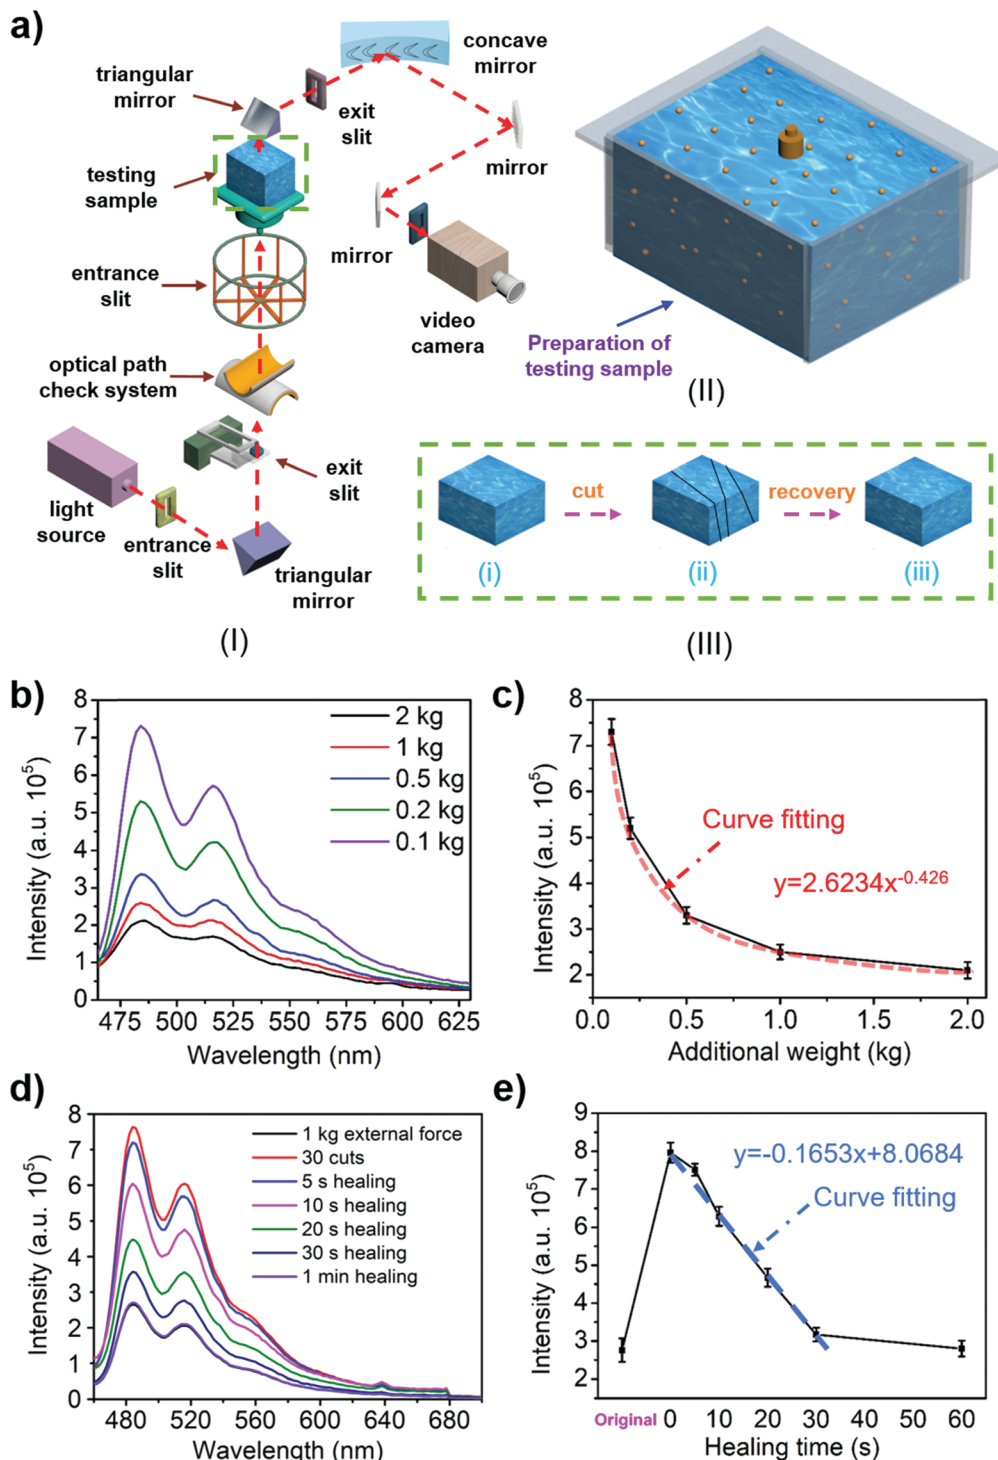 a)
triangular
mirror
exit
slit
concave
mirror
mirror
testing
sample
mirror
entrance
slit
video
camera
optical path
check system
light
source
entrance
slit
exit
slit
triangular
mirror
(I)
Preparation of
testing sample
(II)
cut
recovery
(i)
(ii)
(iii)
(III)
b)
8
7
6
5
4
3
2
1
0
Intensity (a.u. 10⁵)
2 kg
1 kg
0.5 kg
0.2 kg
0.1 kg
475 500 525 550 575 600 625
Wavelength (nm)
c)
8
7
6
5
4
3
2
Intensity (a.u. 10⁵)
Curve fitting
y=2.6234x⁻⁰·⁴²⁶
0.0 0.5 1.0 1.5 2.0
Additional weight (kg)
d)
8
7
6
5
4
3
2
1
0
Intensity (a.u. 10⁵)
1 kg external force
30 cuts
5 s healing
10 s healing
20 s healing
30 s healing
1 min healing
480 520 560 600 640 680
Wavelength (nm)
e)
9
8
7
6
5
4
3
2
Intensity (a.u. 10⁵)
y=-0.1653x+8.0684
Curve fitting
Original 0 10 20 30 40 50 60
Healing time (s)